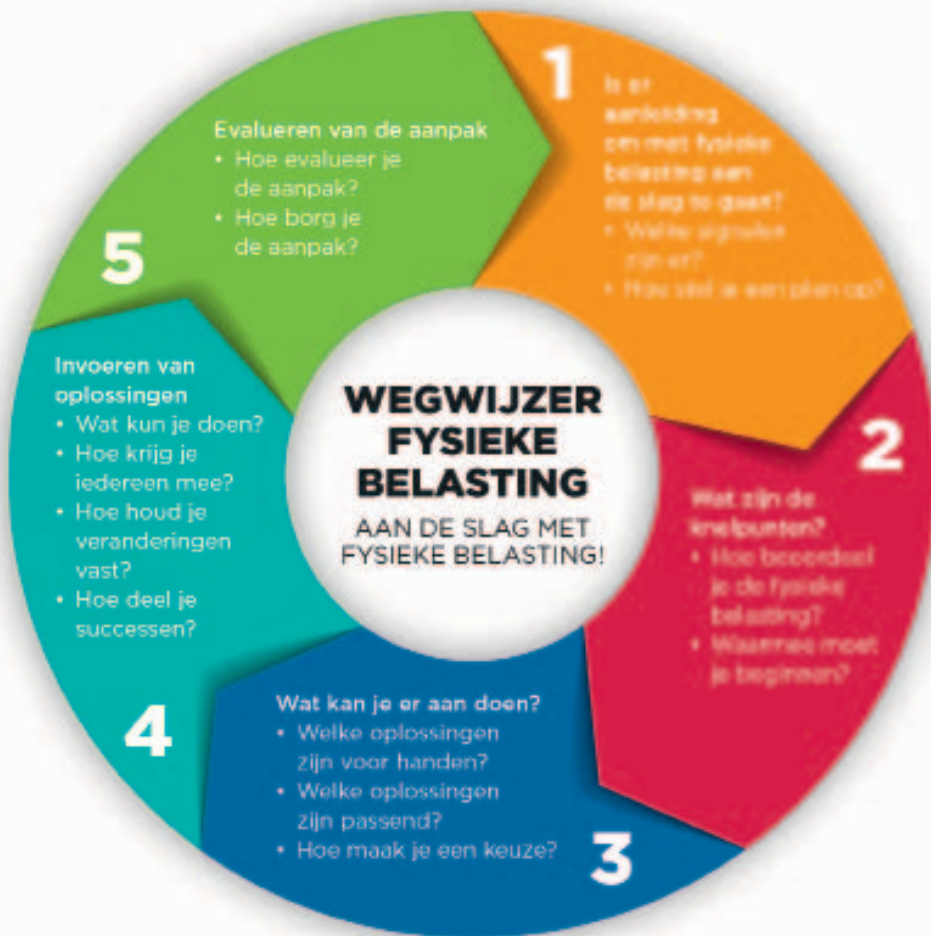 WEGWIJZER
FYSIEKE
BELASTING
AAN DE SLAG MET
FYSIEKE BELASTING!
1
Is er
aanleiding
om met fysieke
belasting aan
de slag te gaan?
• Welke signalen
zijn er?
• Hoe stel je een plan op?
2
Wat zijn de
knelpunten?
• Hoe beoordeel
je de fysieke
belasting?
• Waarmee moet
je beginnen?
3
Wat kan je er aan doen?
• Welke oplossingen
zijn voor handen?
• Welke oplossingen
zijn passend?
• Hoe maak je een keuze?
4
Invoeren van
oplossingen
• Wat kun je doen?
• Hoe krijg je
iedereen mee?
• Hoe houd je
veranderingen
vast?
• Hoe deel je
successen?
5
Evalueren van de aanpak
• Hoe evalueer je
de aanpak?
• Hoe borg je
de aanpak?